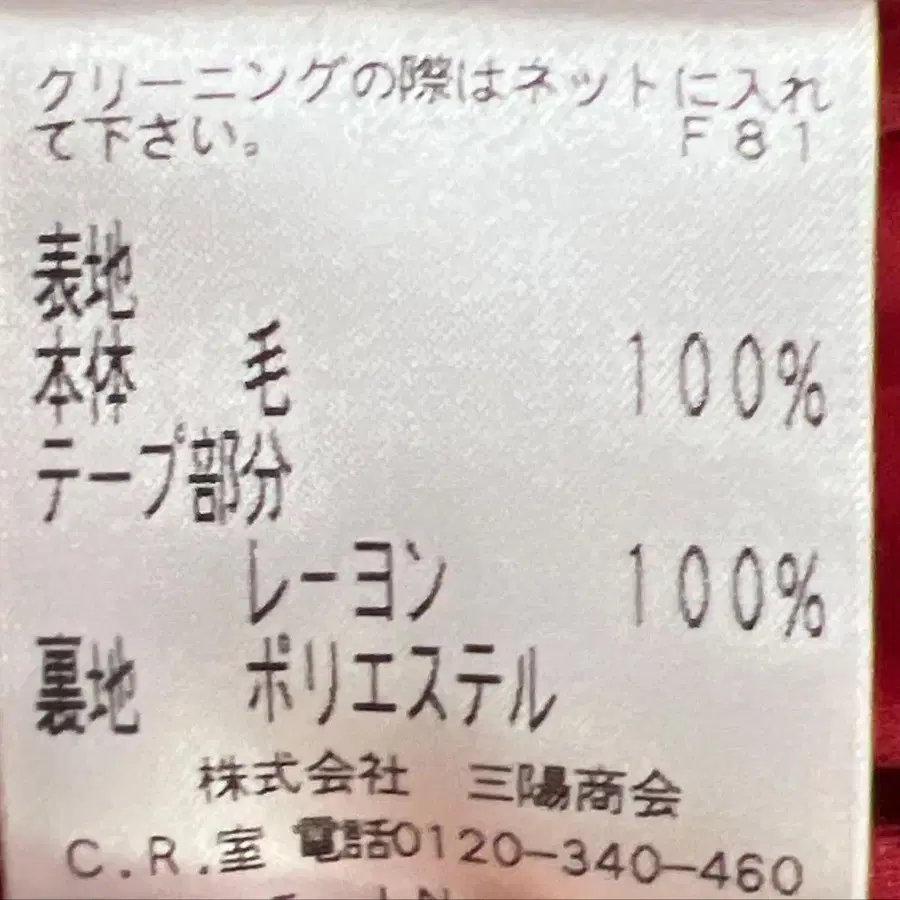 クリーニングの際はネットに入れ
て下さい。 F81
表地
本体 毛 100%
テープ部分
レーヨン 100%
裏地 ポリエステル
株式会社 三陽商会
C.R.室 電話0120-340-460